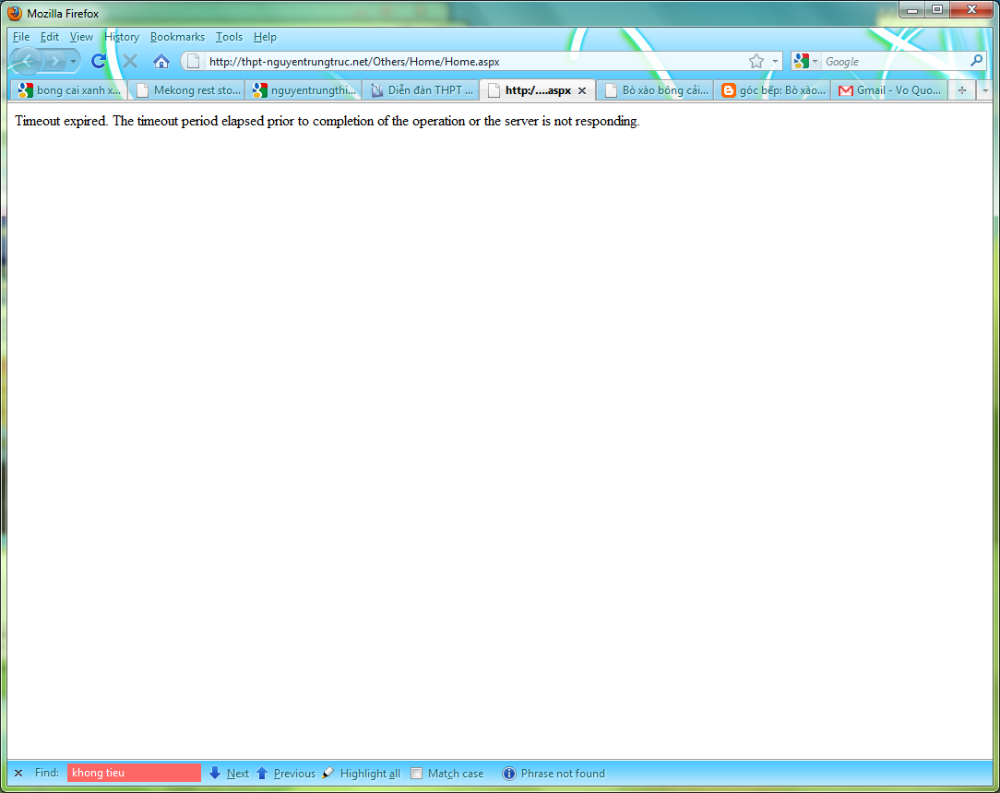 Mozilla Firefox
File Edit View History Bookmarks Tools Help
http://thpt-nguyentrungtruc.net/Others/Home/Home.aspx Google
bong cai xanh x... Mekong rest sto... nguyentrungthi... Diễn đàn THPT ... http:/....aspx Bò xào bông cải... góc bếp: Bò xào... Gmail - Vo Quo...
Timeout expired. The timeout period elapsed prior to completion of the operation or the server is not responding.
Find: khong tieu Next Previous Highlight all Match case Phrase not found